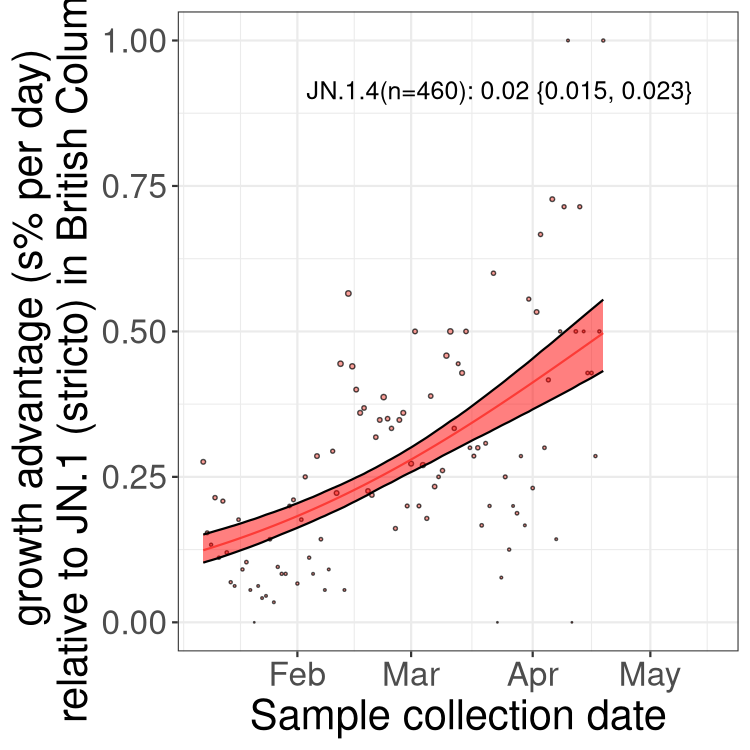 growth advantage (s% per day)
relative to JN.1 (stricto) in British Colum
1.00
0.75
0.50
0.25
0.00
JN.1.4(n=460): 0.02 {0.015, 0.023}
Feb Mar Apr May
Sample collection date